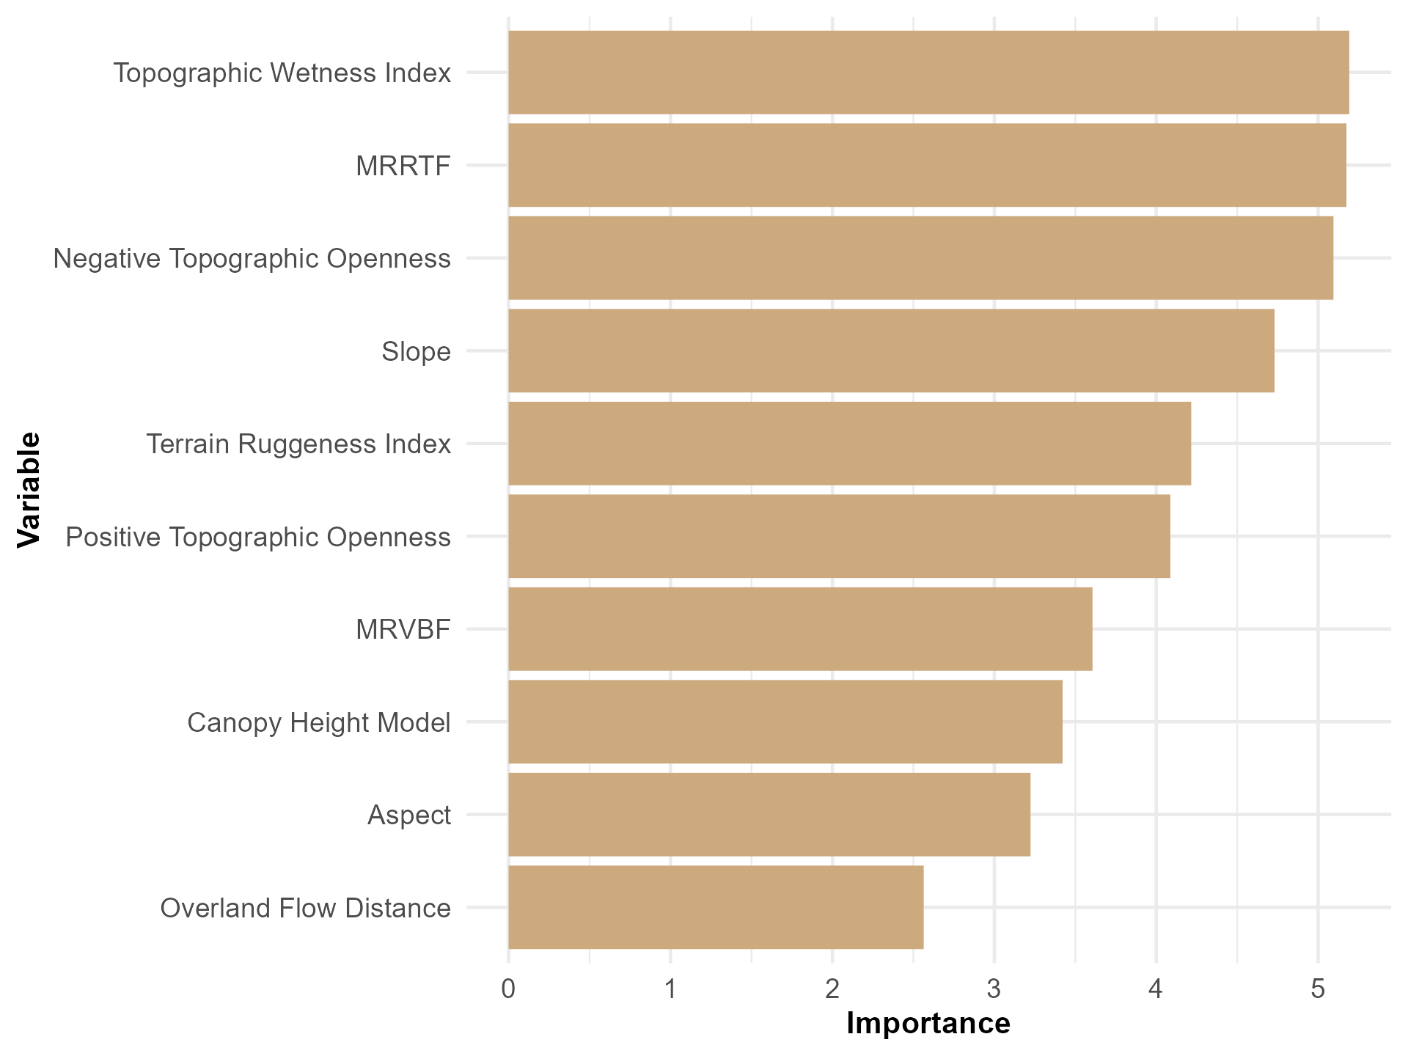 Topographic Wetness Index
MRRTF
Negative Topographic Openness
Slope
Terrain Ruggeness Index
Positive Topographic Openness
MRVBF
Canopy Height Model
Aspect
Overland Flow Distance
Variable
0 1 2 3 4 5
Importance